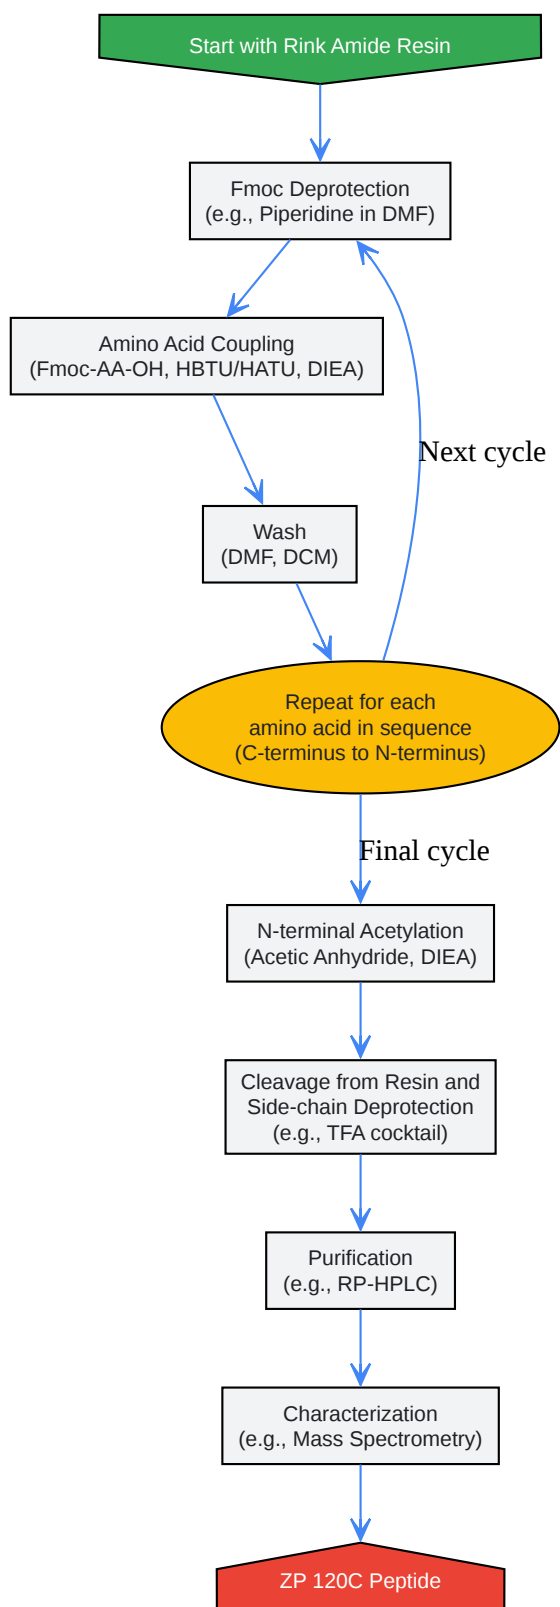 Start with Rink Amide Resin
Fmoc Deprotection
(e.g., Piperidine in DMF)
Amino Acid Coupling
(Fmoc-AA-OH, HBTU/HATU, DIEA)
Next cycle
Wash
(DMF, DCM)
Repeat for each
amino acid in sequence
(C-terminus to N-terminus)
Final cycle
N-terminal Acetylation
(Acetic Anhydride, DIEA)
Cleavage from Resin and
Side-chain Deprotection
(e.g., TFA cocktail)
Purification
(e.g., RP-HPLC)
Characterization
(e.g., Mass Spectrometry)
ZP 120C Peptide